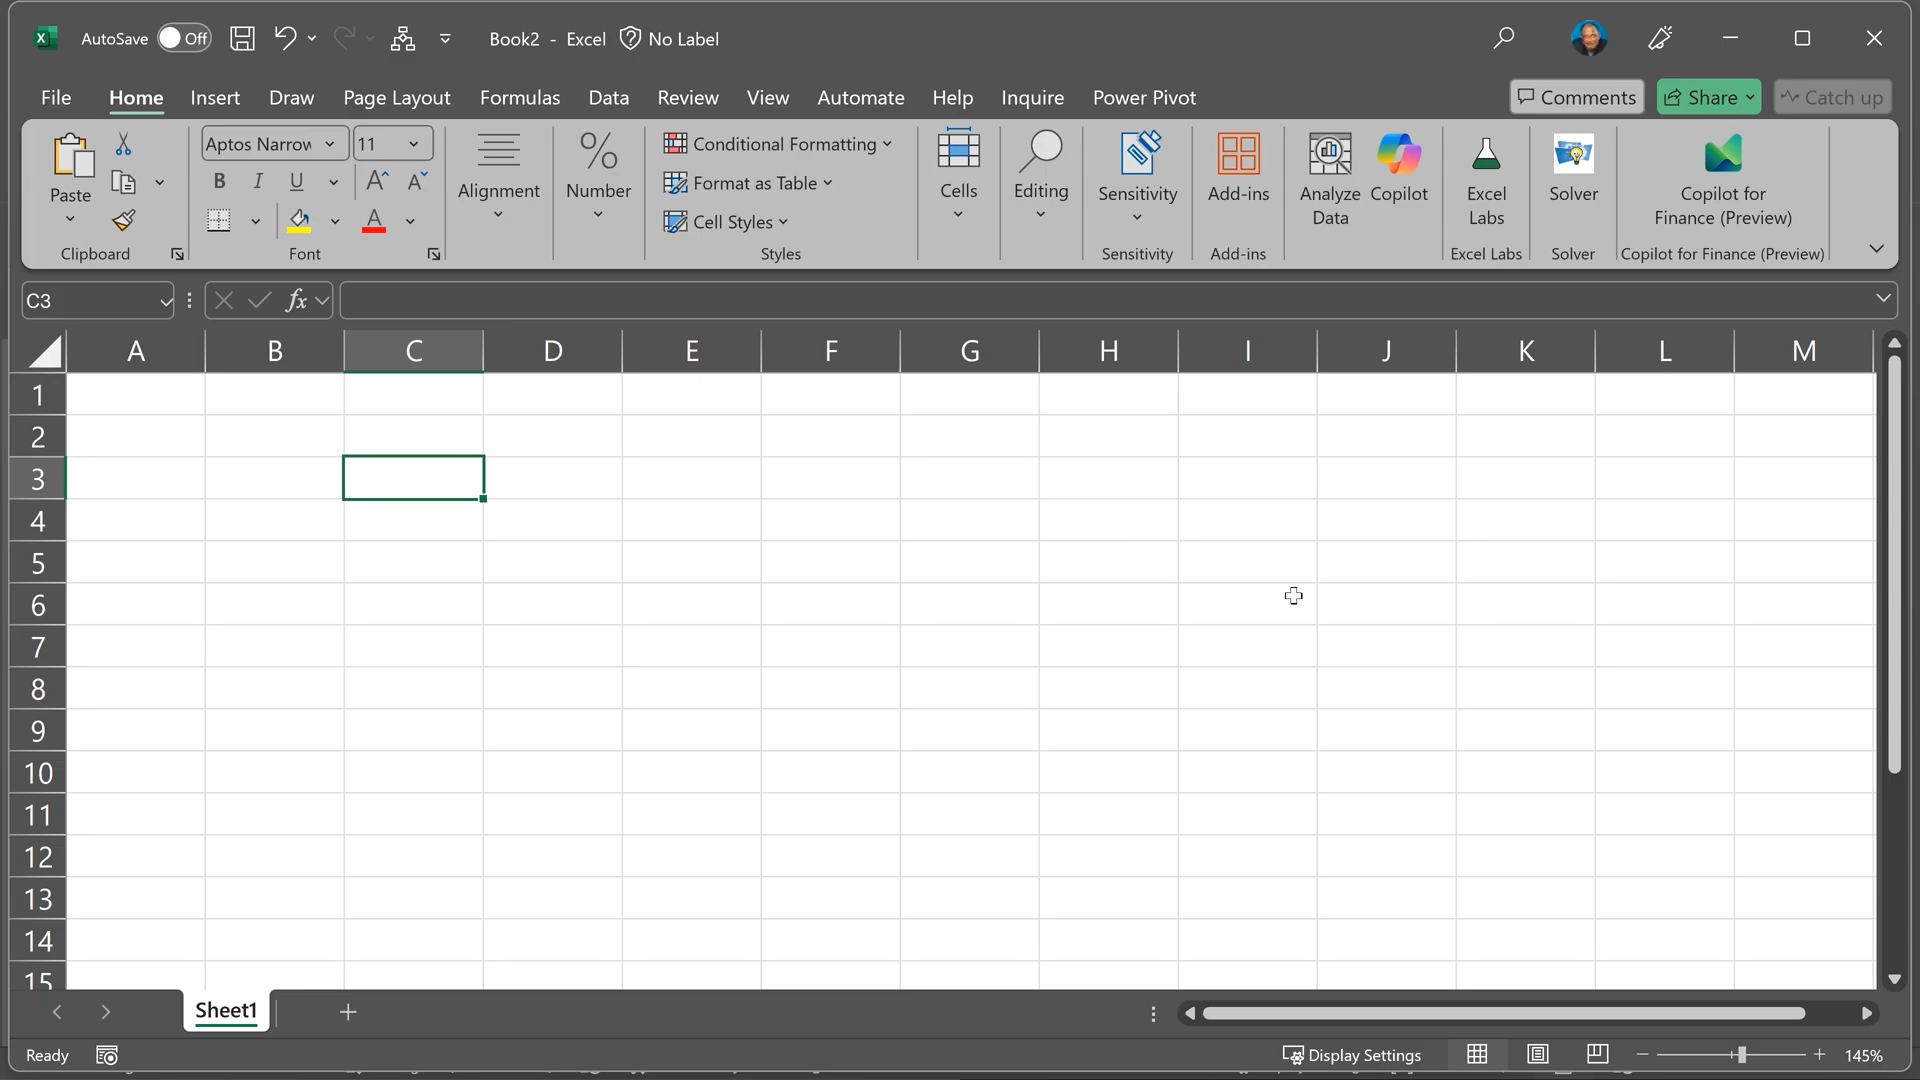 AutoSave Off Book2 - Excel No Label
File Home Insert Draw Page Layout Formulas Data Review View Automate Help Inquire Power Pivot Comments Share Catch up
Paste
Clipboard
Aptos Narrow 11
B I U A A
A
Font
Alignment
Number
Conditional Formatting
Format as Table
Cell Styles
Styles
Cells
Editing
Sensitivity
Sensitivity
Add-ins
Add-ins
Analyze
Data
Copilot
Excel
Labs
Excel Labs
Solver
Solver
Copilot for
Finance (Preview)
Copilot for Finance (Preview)
C3 fx
A B C D E F G H I J K L M
1
2
3
4
5
6
7
8
9
10
11
12
13
14
15
Sheet1
Ready Display Settings 145%